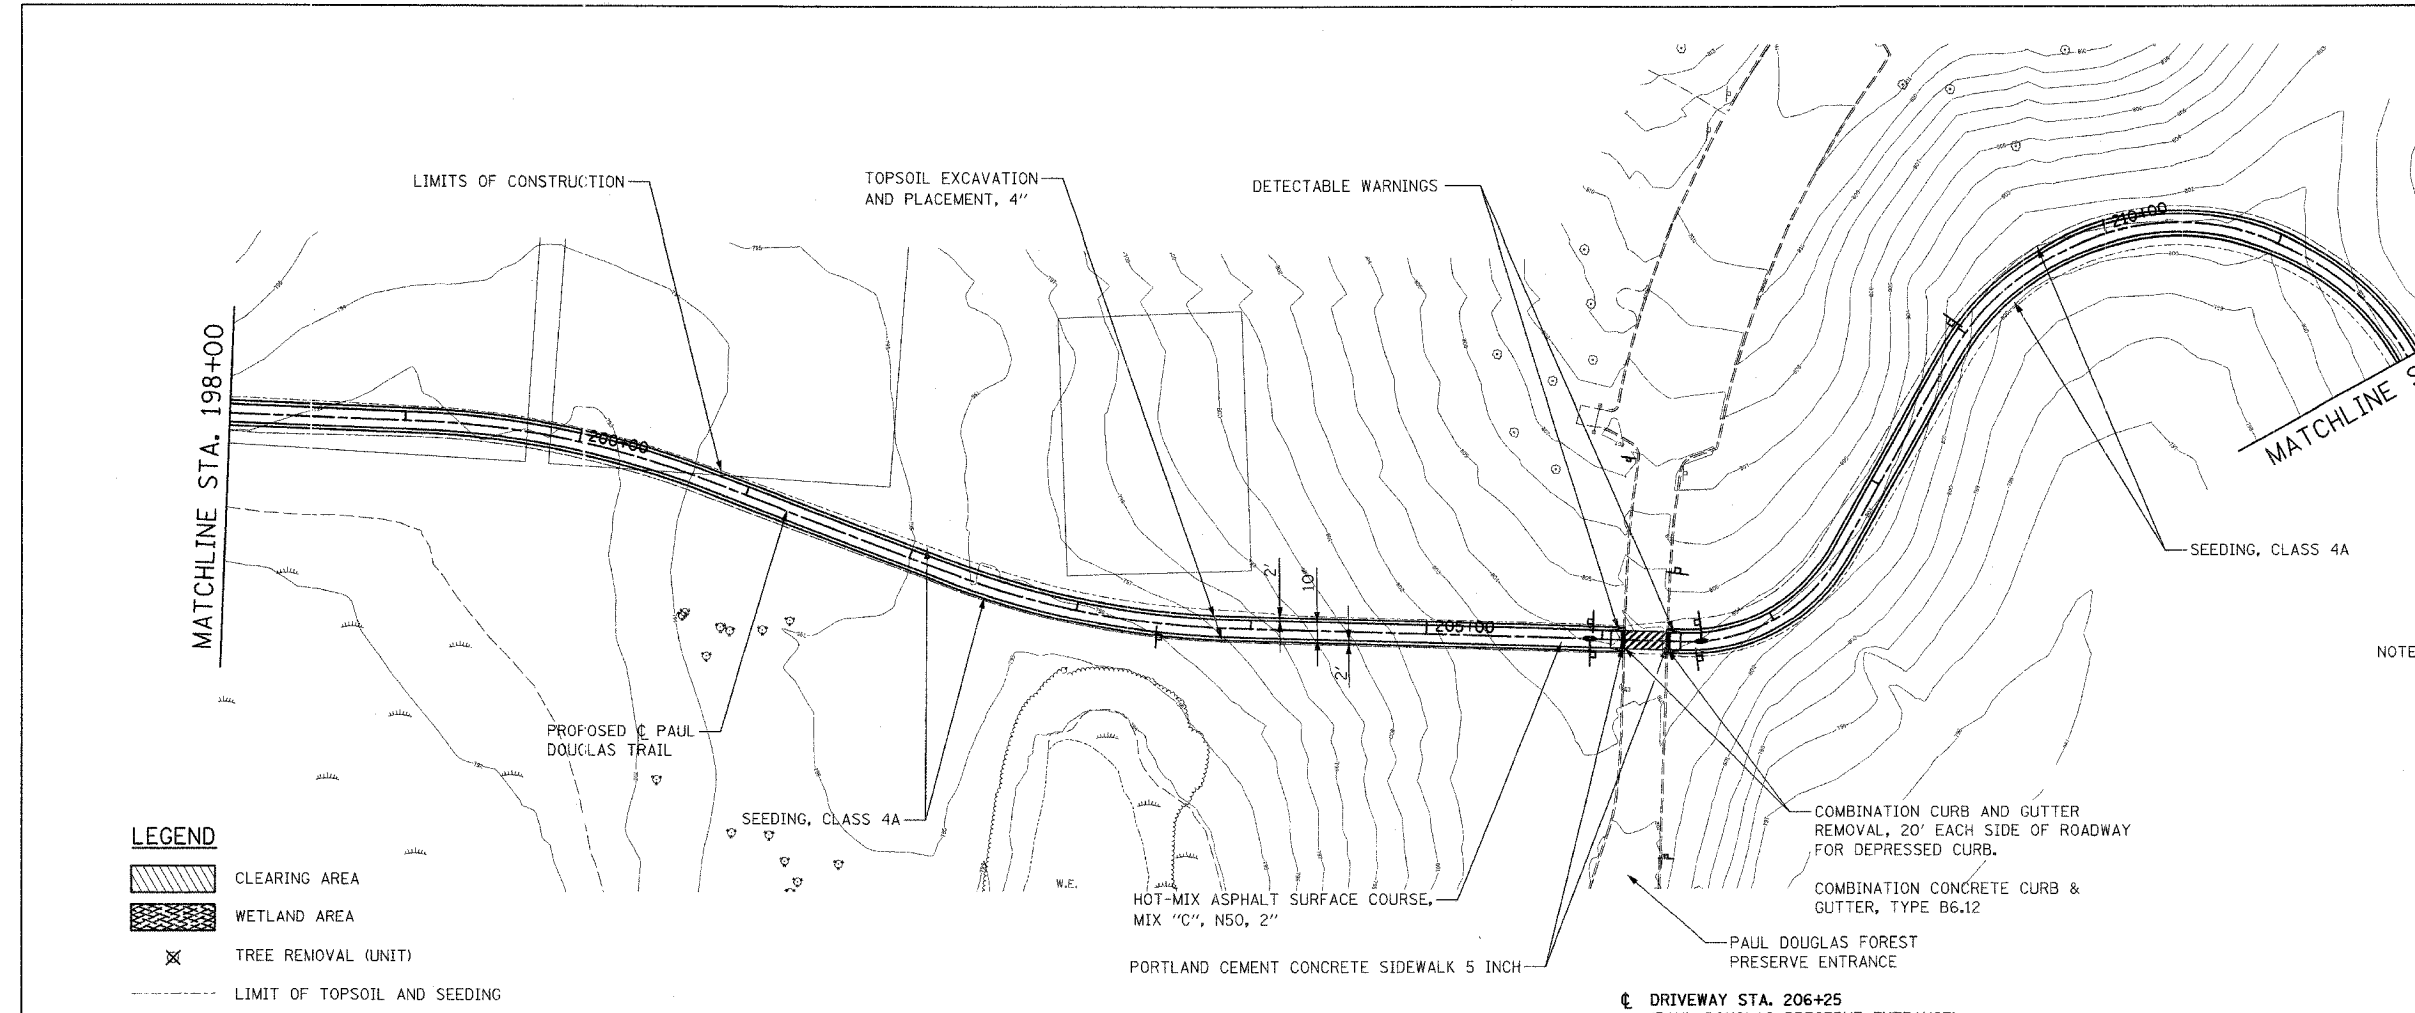 LIMITS OF CONSTRUCTION
TOPSOIL EXCAVATION
AND PLACEMENT, 4"
DETECTABLE WARNINGS
210+00
MATCHLINE STA. 198+00
200+00
MATCHLINE S
SEEDING, CLASS 4A
2'
10'
2'
205+00
NOTE
PROPOSED ℄ PAUL
DOUGLAS TRAIL
SEEDING, CLASS 4A
COMBINATION CURB AND GUTTER
REMOVAL, 20' EACH SIDE OF ROADWAY
FOR DEPRESSED CURB.
COMBINATION CONCRETE CURB &
GUTTER, TYPE B6.12
W.E.
HOT-MIX ASPHALT SURFACE COURSE,
MIX "C", N50, 2"
PAUL DOUGLAS FOREST
PRESERVE ENTRANCE
PORTLAND CEMENT CONCRETE SIDEWALK 5 INCH
℄ DRIVEWAY STA. 206+25
LEGEND
CLEARING AREA
WETLAND AREA
TREE REMOVAL (UNIT)
LIMIT OF TOPSOIL AND SEEDING